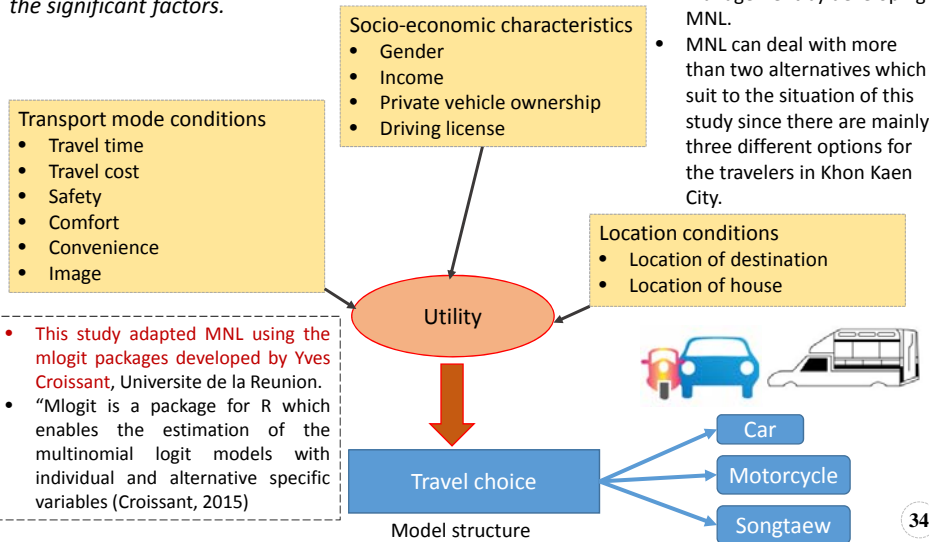 the significant factors.
Socio-economic characteristics
• Gender
• Income
• Private vehicle ownership
• Driving license
MNL.
• MNL can deal with more
than two alternatives which
suit to the situation of this
study since there are mainly
three different options for
the travelers in Khon Kaen
City.
Transport mode conditions
• Travel time
• Travel cost
• Safety
• Comfort
• Convenience
• Image
Location conditions
• Location of destination
• Location of house
Utility
• This study adapted MNL using the
mlogit packages developed by Yves
Croissant, Universite de la Reunion.
• “Mlogit is a package for R which
enables the estimation of the
multinomial logit models with
individual and alternative specific
variables (Croissant, 2015)
Travel choice
Car
Motorcycle
Songtaew
Model structure
34